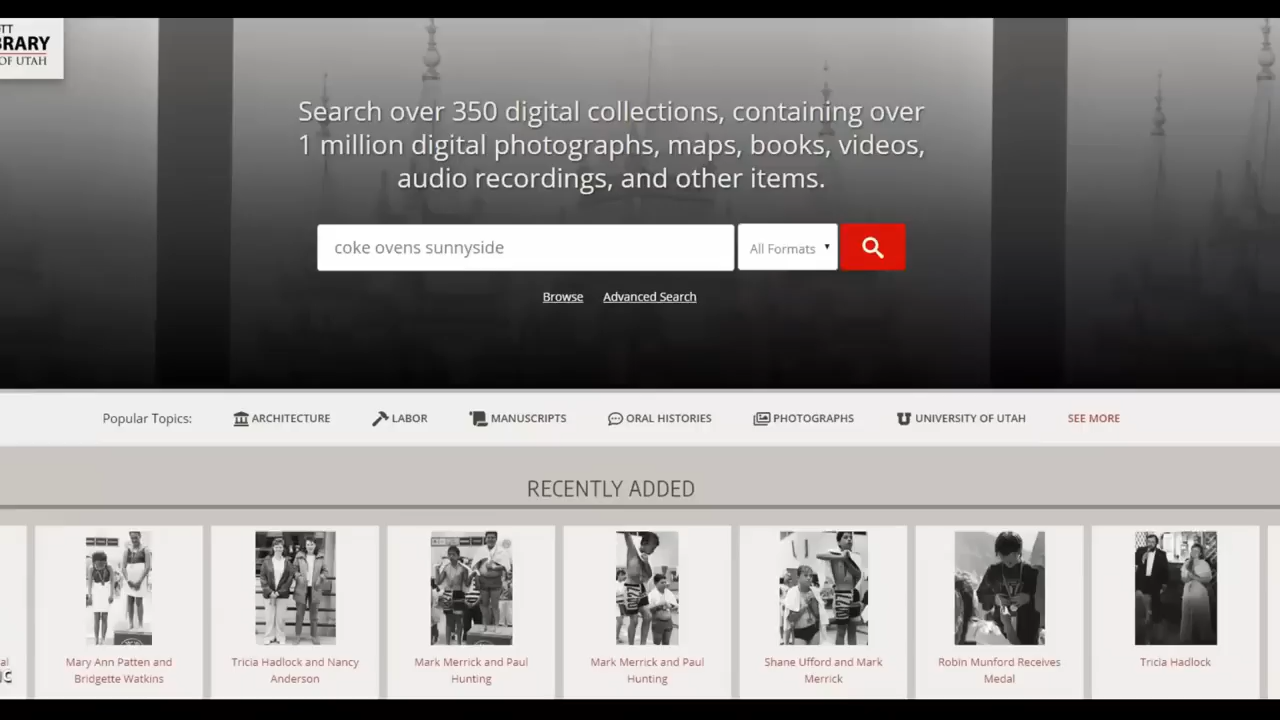 TT
BRARY
OF UTAH
Search over 350 digital collections, containing over
1 million digital photographs, maps, books, videos,
audio recordings, and other items.
coke ovens sunnyside
All Formats
Browse Advanced Search
Popular Topics: ARCHITECTURE LABOR MANUSCRIPTS ORAL HISTORIES PHOTOGRAPHS UNIVERSITY OF UTAH SEE MORE
RECENTLY ADDED
al
Mary Ann Patten and
Bridgette Watkins
Tricia Hadlock and Nancy
Anderson
Mark Merrick and Paul
Hunting
Mark Merrick and Paul
Hunting
Shane Ufford and Mark
Merrick
Robin Munford Receives
Medal
Tricia Hadlock